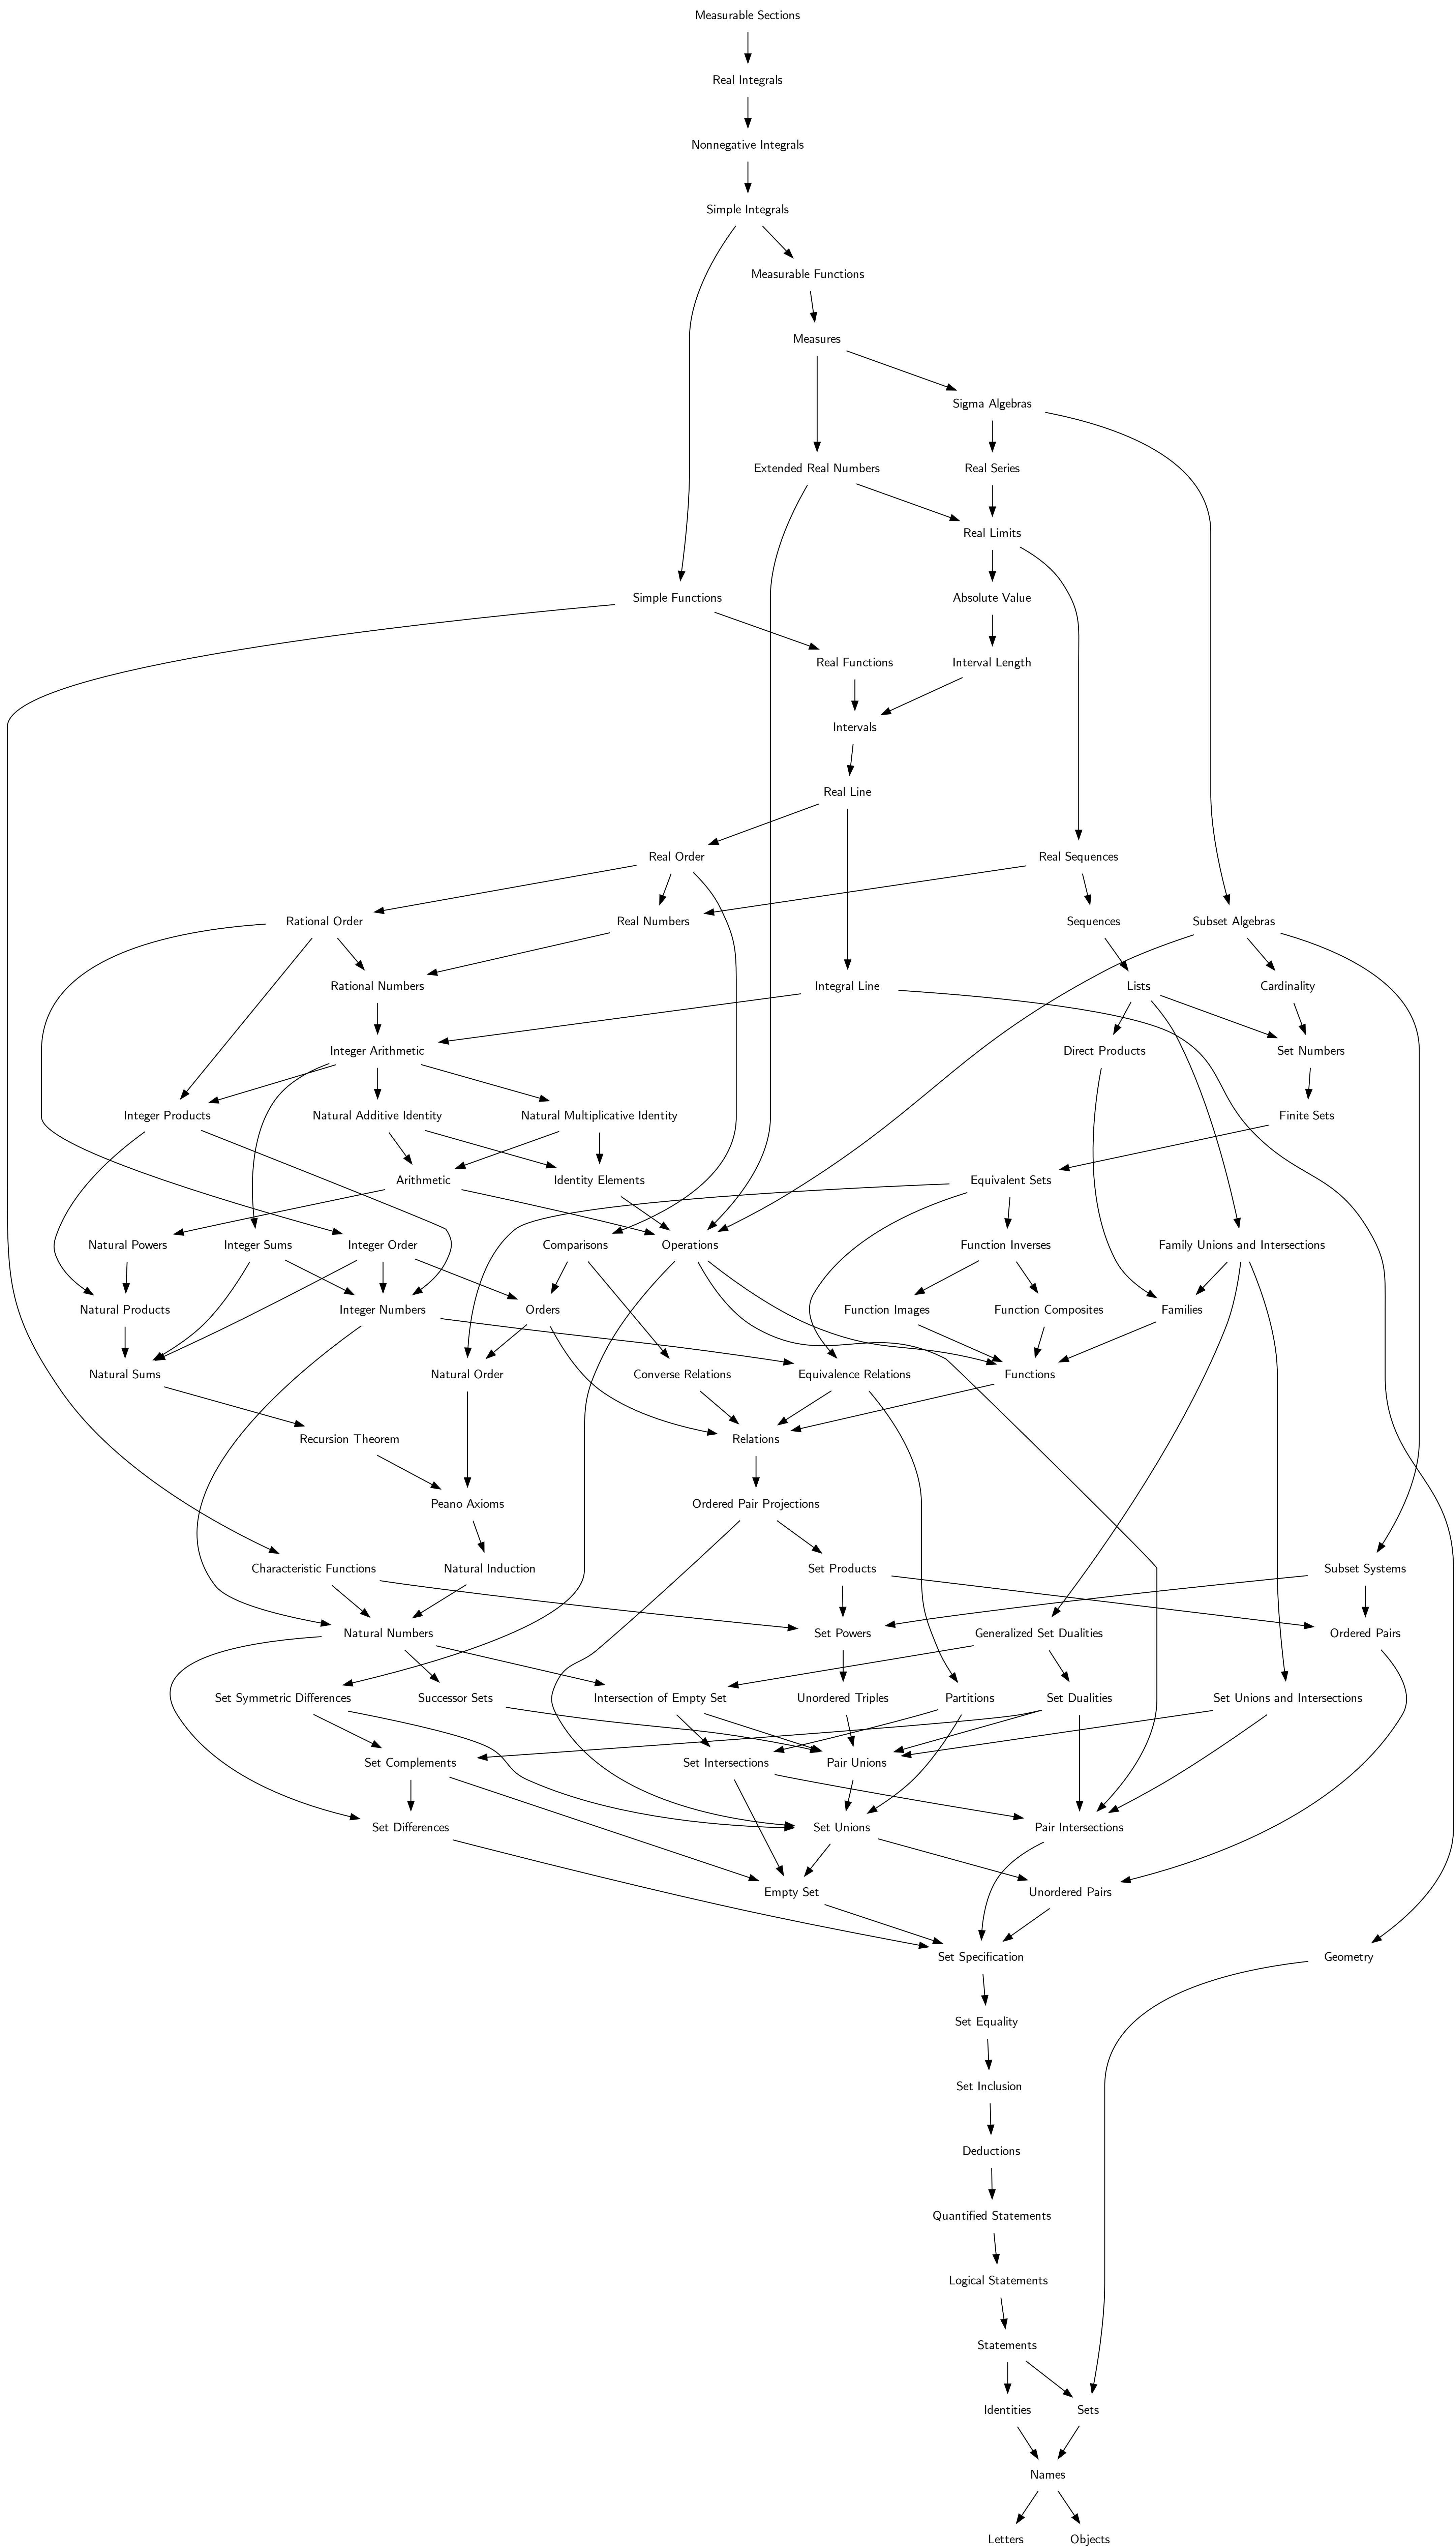 Measurable Sections
Real Integrals
Nonnegative Integrals
Simple Integrals
Measurable Functions
Measures
Sigma Algebras
Extended Real Numbers
Real Series
Real Limits
Simple Functions
Absolute Value
Real Functions
Interval Length
Intervals
Real Line
Real Order
Real Sequences
Rational Order
Real Numbers
Sequences
Subset Algebras
Rational Numbers
Integral Line
Lists
Cardinality
Integer Arithmetic
Direct Products
Set Numbers
Integer Products
Natural Additive Identity
Natural Multiplicative Identity
Finite Sets
Arithmetic
Identity Elements
Equivalent Sets
Natural Powers
Integer Sums
Integer Order
Comparisons
Operations
Function Inverses
Family Unions and Intersections
Natural Products
Integer Numbers
Orders
Function Images
Function Composites
Families
Natural Sums
Natural Order
Converse Relations
Equivalence Relations
Functions
Recursion Theorem
Relations
Peano Axioms
Ordered Pair Projections
Characteristic Functions
Natural Induction
Set Products
Subset Systems
Natural Numbers
Set Powers
Generalized Set Dualities
Ordered Pairs
Set Symmetric Differences
Successor Sets
Intersection of Empty Set
Unordered Triples
Partitions
Set Dualities
Set Unions and Intersections
Set Complements
Set Intersections
Pair Unions
Set Differences
Set Unions
Pair Intersections
Empty Set
Unordered Pairs
Set Specification
Geometry
Set Equality
Set Inclusion
Deductions
Quantified Statements
Logical Statements
Statements
Identities
Sets
Names
Letters
Objects